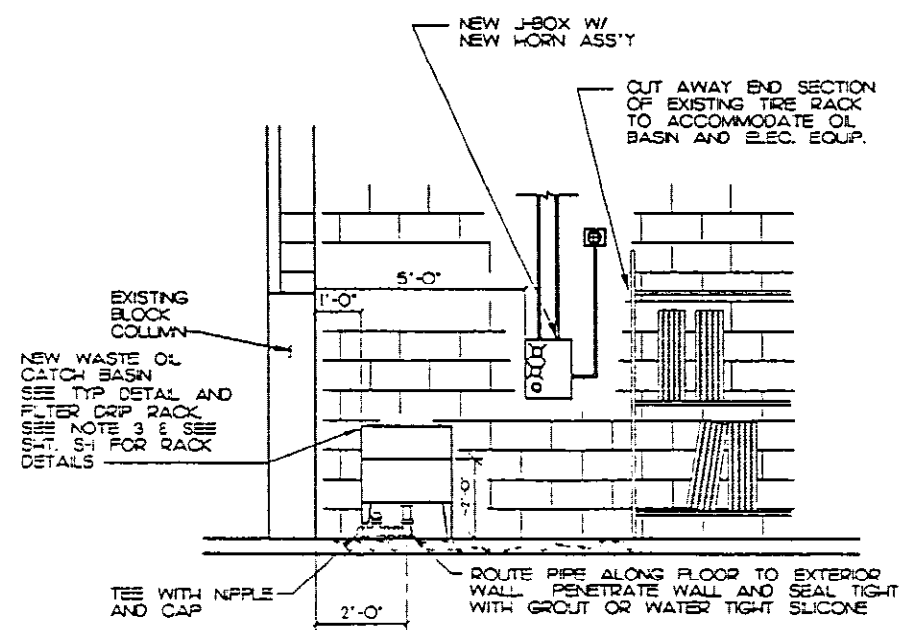 NEW J-BOX W/
NEW HORN ASS'Y
CUT AWAY END SECTION
OF EXISTING TIRE RACK
TO ACCOMMODATE OIL
BASIN AND ELEC. EQUIP.
5'-0"
1'-0"
EXISTING
BLOCK
COLUMN
NEW WASTE OIL
CATCH BASIN
SEE TYP DETAIL AND
FILTER DRIP RACK,
SEE NOTE 3 & SEE
SHT. S-1 FOR RACK
DETAILS
TEE WITH NIPPLE
AND CAP
2'-0"
ROUTE PIPE ALONG FLOOR TO EXTERIOR
WALL. PENETRATE WALL AND SEAL TIGHT
WITH GROUT OR WATER TIGHT SILICONE